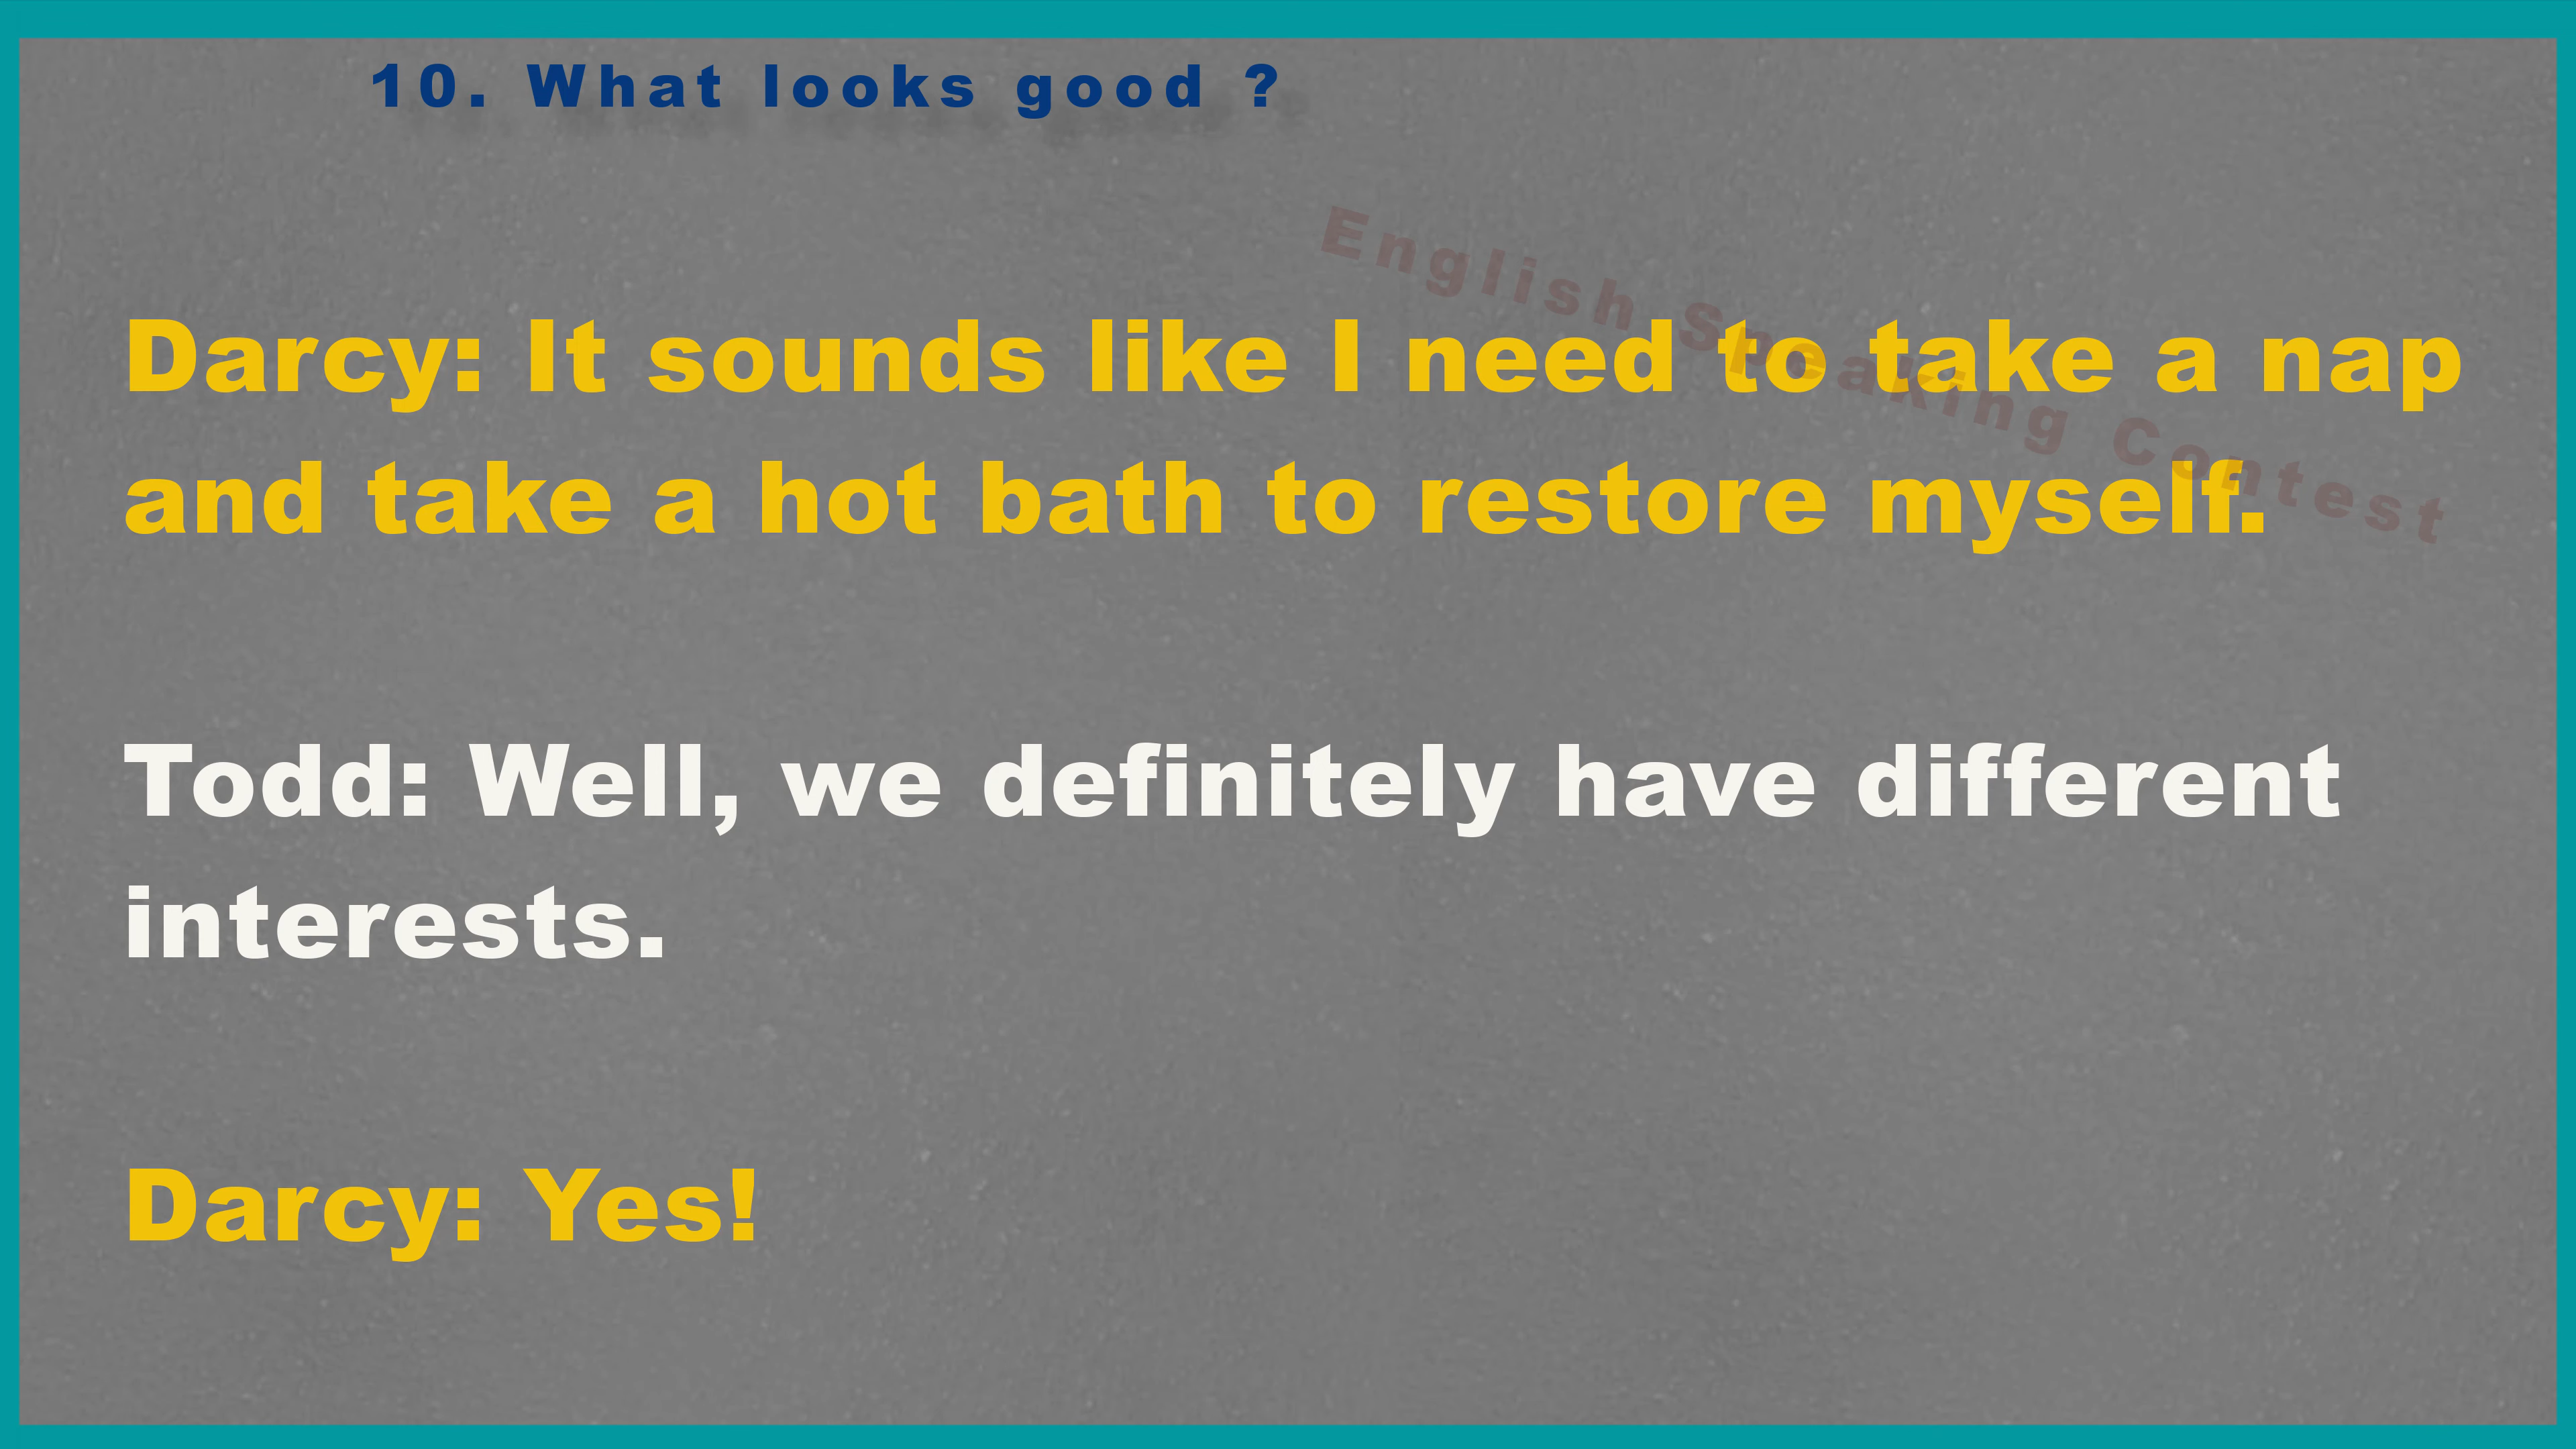 10. What looks good ?
English Speaking Contest
Darcy: It sounds like I need to take a nap
and take a hot bath to restore myself.
Todd: Well, we definitely have different
interests.
Darcy: Yes!